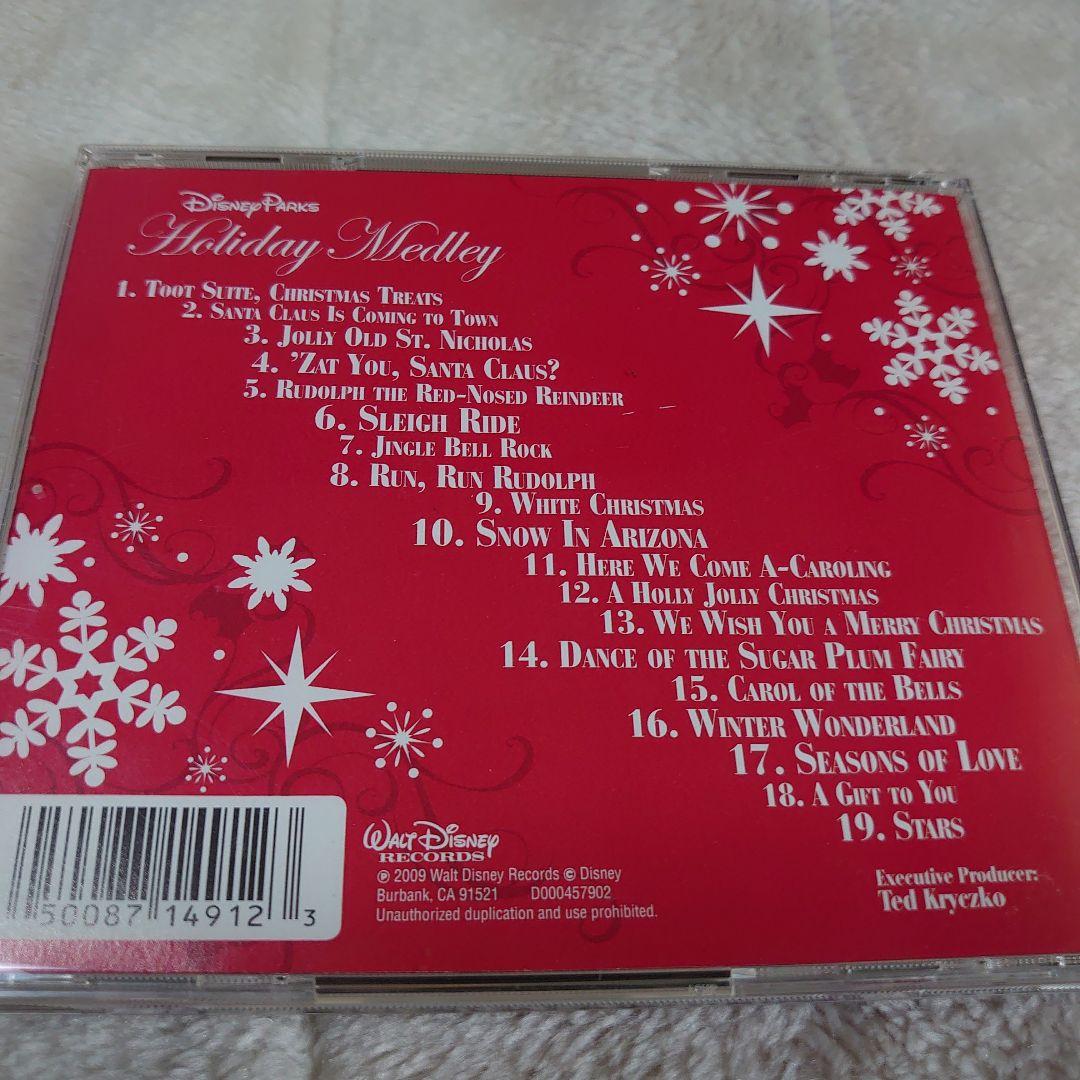 Disney Parks
Holiday Medley
1. Toot Suite, Christmas Treats
2. Santa Claus Is Coming to Town
3. Jolly Old St. Nicholas
4. 'Zat You, Santa Claus?
5. Rudolph the Red-Nosed Reindeer
6. Sleigh Ride
7. Jingle Bell Rock
8. Run, Run Rudolph
9. White Christmas
10. Snow In Arizona
11. Here We Come A-Caroling
12. A Holly Jolly Christmas
13. We Wish You a Merry Christmas
14. Dance of the Sugar Plum Fairy
15. Carol of the Bells
16. Winter Wonderland
17. Seasons of Love
18. A Gift to You
19. Stars
Executive Producer:
Ted Kryczko
Walt Disney
RECORDS
℗ 2009 Walt Disney Records © Disney
Burbank, CA 91521 D000457902
Unauthorized duplication and use prohibited.
50087 14912 3